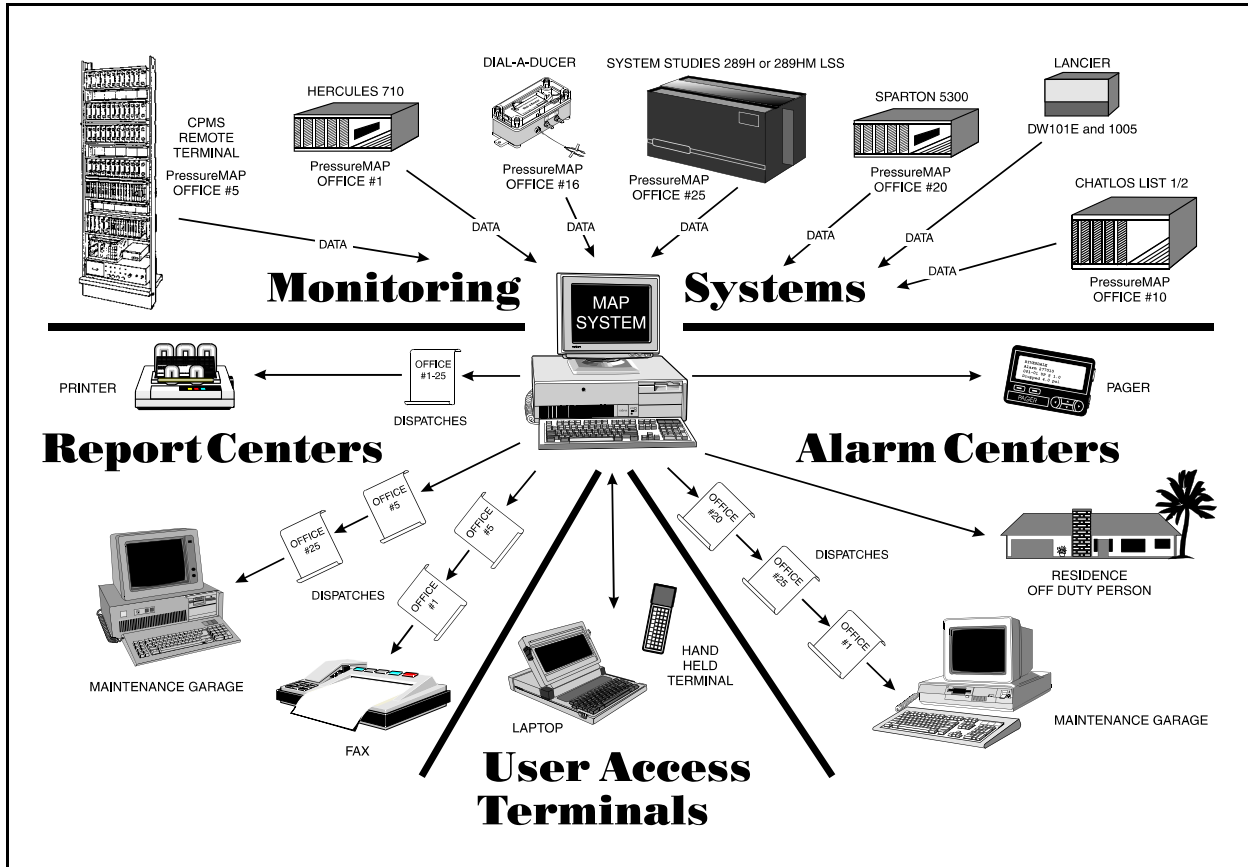 CPMS
REMOTE
TERMINAL
PressureMAP
OFFICE #5
HERCULES 710
PressureMAP
OFFICE #1
DIAL-A-DUCER
PressureMAP
OFFICE #16
SYSTEM STUDIES 289H or 289HM LSS
PressureMAP
OFFICE #25
SPARTON 5300
PressureMAP
OFFICE #20
LANCIER
DW101E and 1005
CHATLOS LIST 1/2
PressureMAP
OFFICE #10
DATA
DATA
DATA
DATA
DATA
DATA
DATA
Monitoring
Systems
MAP
SYSTEM
PRINTER
OFFICE
#1-25
DISPATCHES
Report Centers
OFFICE
#5
OFFICE
#25
OFFICE
#5
OFFICE
#1
DISPATCHES
MAINTENANCE GARAGE
FAX
PAGER
PAGER
Alarm Centers
OFFICE
#20
OFFICE
#25
OFFICE
#1
DISPATCHES
RESIDENCE
OFF DUTY PERSON
MAINTENANCE GARAGE
HAND
HELD
TERMINAL
LAPTOP
User Access
Terminals